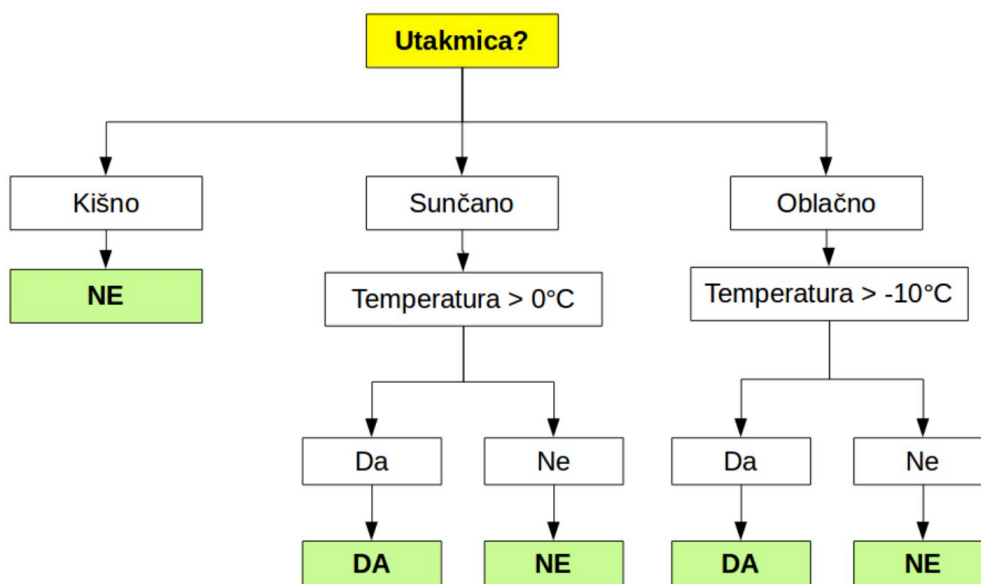 Utakmica?
Kišno
Sunčano
Oblačno
NE
Temperatura > 0°C
Temperatura > -10°C
Da
Ne
Da
Ne
DA
NE
DA
NE